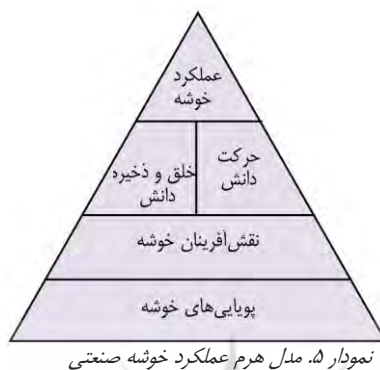 عملکرد
خوشه
حرکت
دانش
خلق و ذخیره
دانش
نقش‌آفرینان خوشه
پویایی‌های خوشه
نمودار ۵. مدل هرم عملکرد خوشه صنعتی